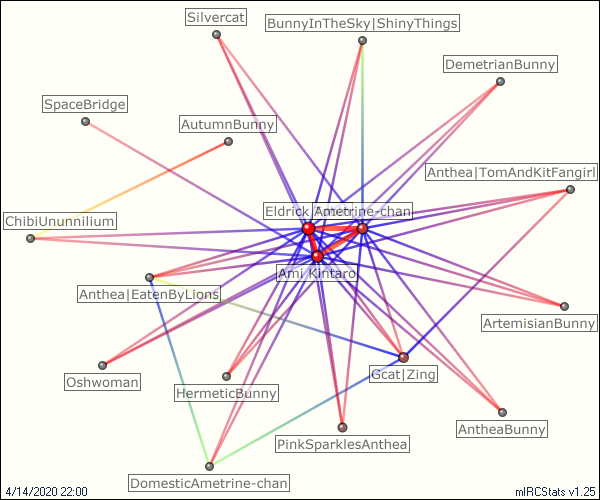 Silvercat
BunnyInTheSky|ShinyThings
DemetrianBunny
SpaceBridge
AutumnBunny
Anthea|TomAndKitFangirl
Eldrick
Ametrine-chan
ChibiUnunnilium
Ami Kintaro
Anthea|EatenByLions
ArtemisianBunny
Gcat|Zing
Oshwoman
HermeticBunny
AntheaBunny
PinkSparklesAnthea
DomesticAmetrine-chan
4/14/2020 22:00
mIRCStats v1.25